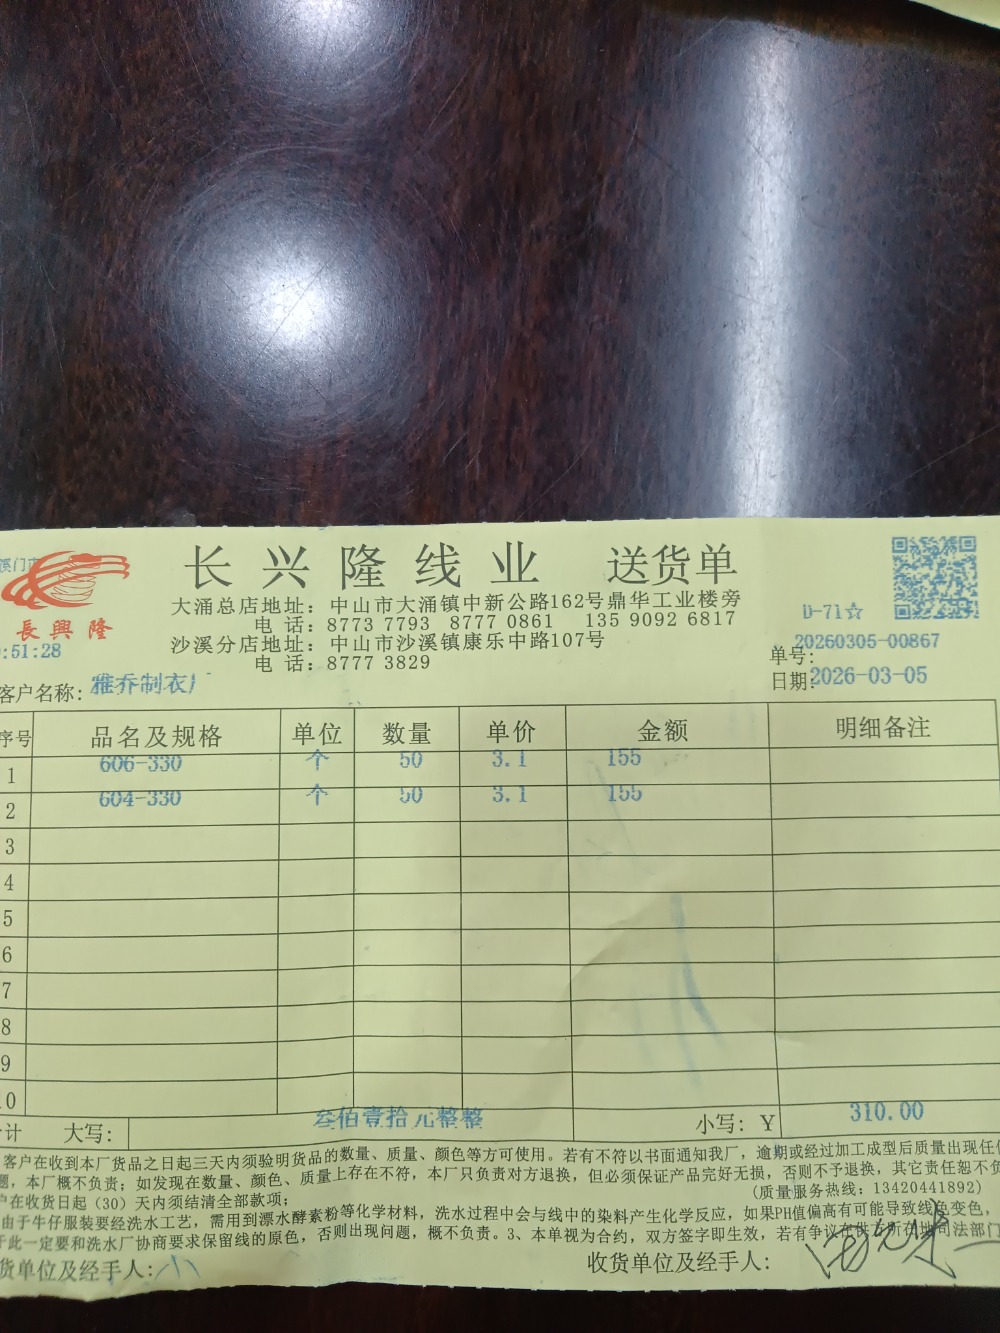 長興隆
:51:28
长兴隆线业 送货单
大涌总店地址：中山市大涌镇中新公路162号鼎华工业楼旁
电 话：8773 7793 8777 0861 135 9092 6817
沙溪分店地址：中山市沙溪镇康乐中路107号
电 话：8777 3829
D-71☆
单号：20260305-00867
日期：2026-03-05
客户名称：雅乔制衣厂
序号 品名及规格 单位 数量 单价 金额 明细备注
1 606-330 个 50 3.1 155
2 604-330 个 50 3.1 155
3
4
5
6
7
8
9
10
计 大写： 叁佰壹拾元整整 小写：Y 310.00
客户在收到本厂货品之日起三天内须验明货品的数量、质量、颜色等方可使用。若有不符以书面通知我厂，逾期或经过加工成型后质量出现任
题，本厂概不负责；如发现在数量、颜色、质量上存在不符，本厂只负责对方退换，但必须保证产品完好无损，否则不予退换，其它责任恕不
户在收货日起（30）天内须结清全部款项；
（质量服务热线：13420441892）
由于牛仔服装要经洗水工艺，需用到漂水酵素粉等化学材料，洗水过程中会与线中的染料产生化学反应，如果PH值偏高有可能导致线色变色，
于此一定要和洗水厂协商要求保留线的原色，否则出现问题，概不负责。3、本单视为合约，双方签字即生效，若有争议在供方所在地司法部门
货单位及经手人： 收货单位及经手人：